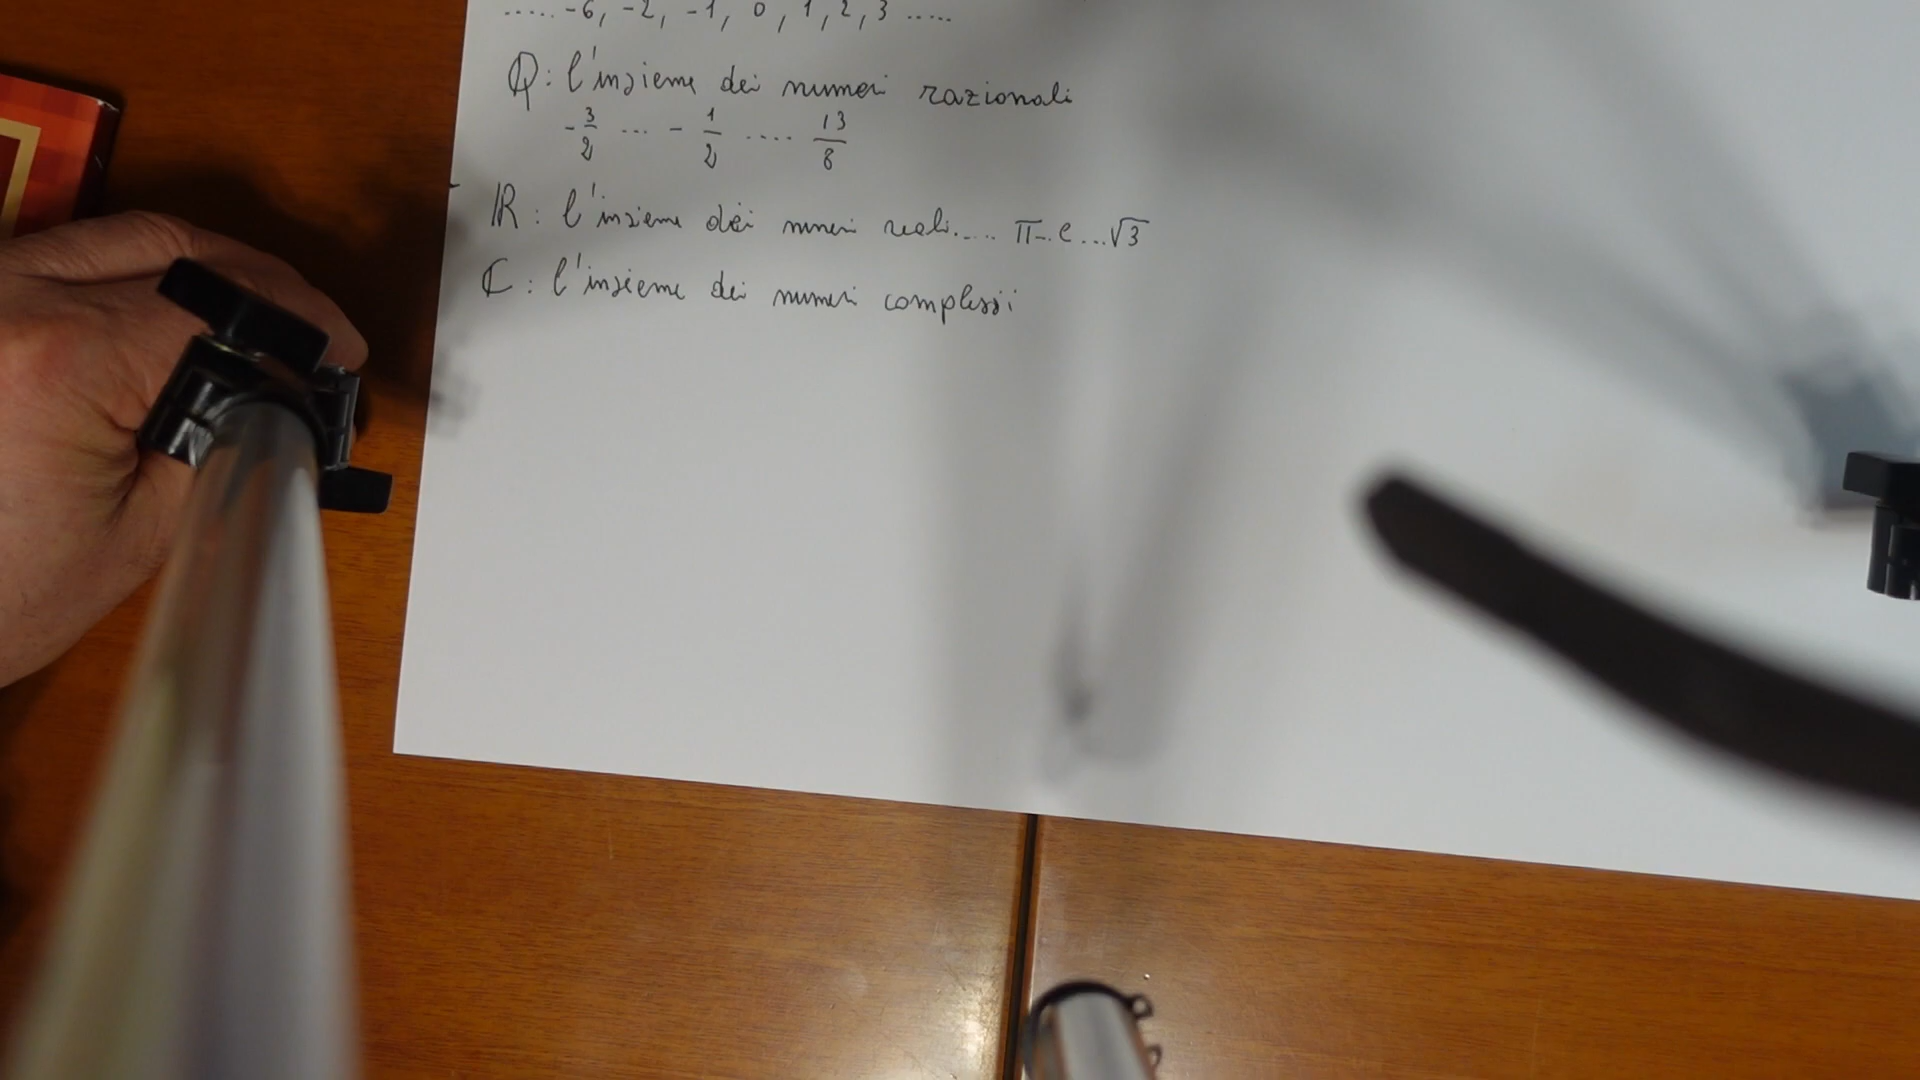 ..... -6, -2, -1, 0, 1, 2, 3 .....
ℚ: l'insieme dei numeri razionali
-3/2 ... -1/2 .... 13/8
ℝ: l'insieme dei numeri reali.... π... e...√3
ℂ: l'insieme dei numeri complessi